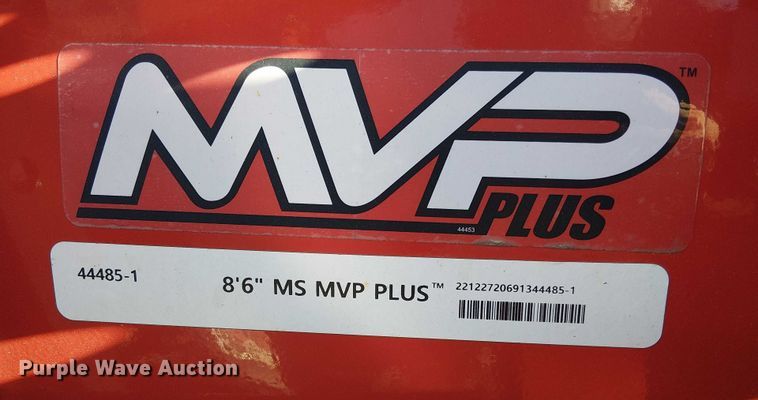 MVP™
PLUS
44453
44485-1
8'6" MS MVP PLUS™
22122720691344485-1
Purple Wave Auction®